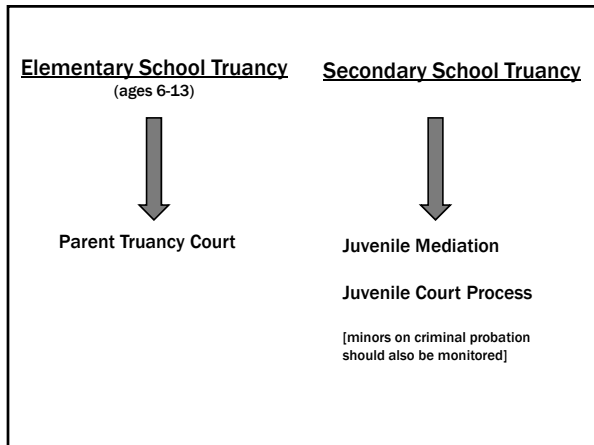 Elementary School Truancy
(ages 6-13)
Parent Truancy Court
Secondary School Truancy
Juvenile Mediation
Juvenile Court Process
[minors on criminal probation
should also be monitored]